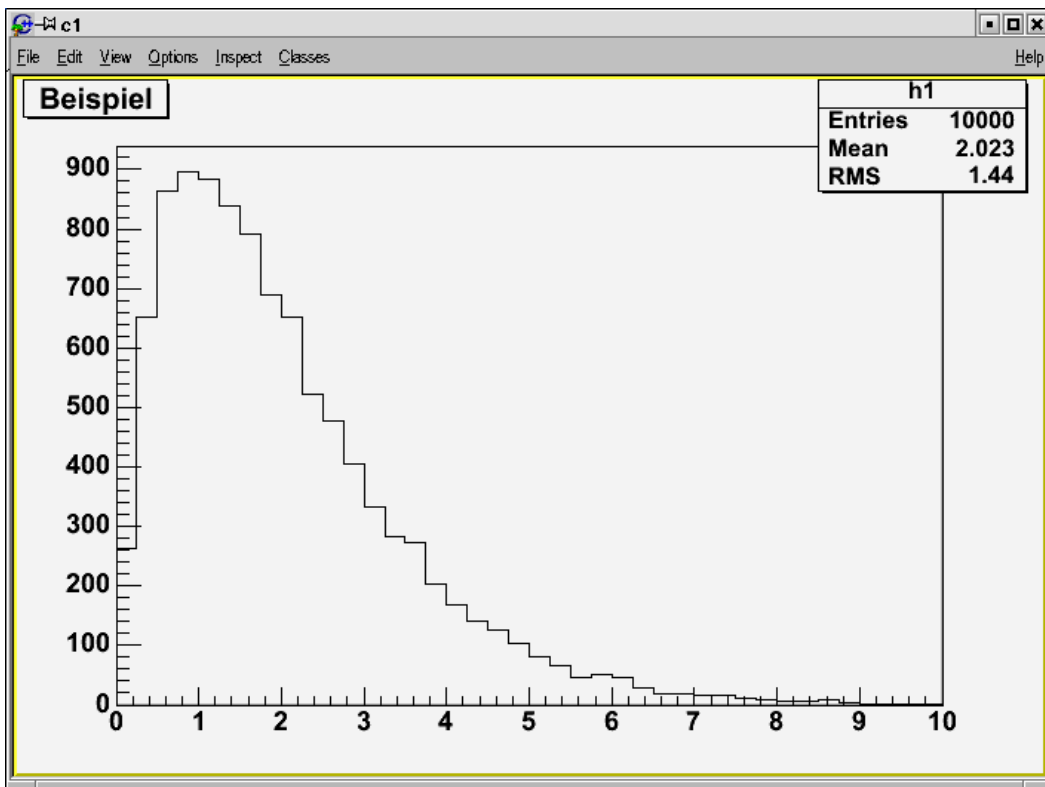 c1
File Edit View Options Inspect Classes Help
Beispiel
h1
Entries 10000
Mean 2.023
RMS 1.44
900
800
700
600
500
400
300
200
100
0
0 1 2 3 4 5 6 7 8 9 10